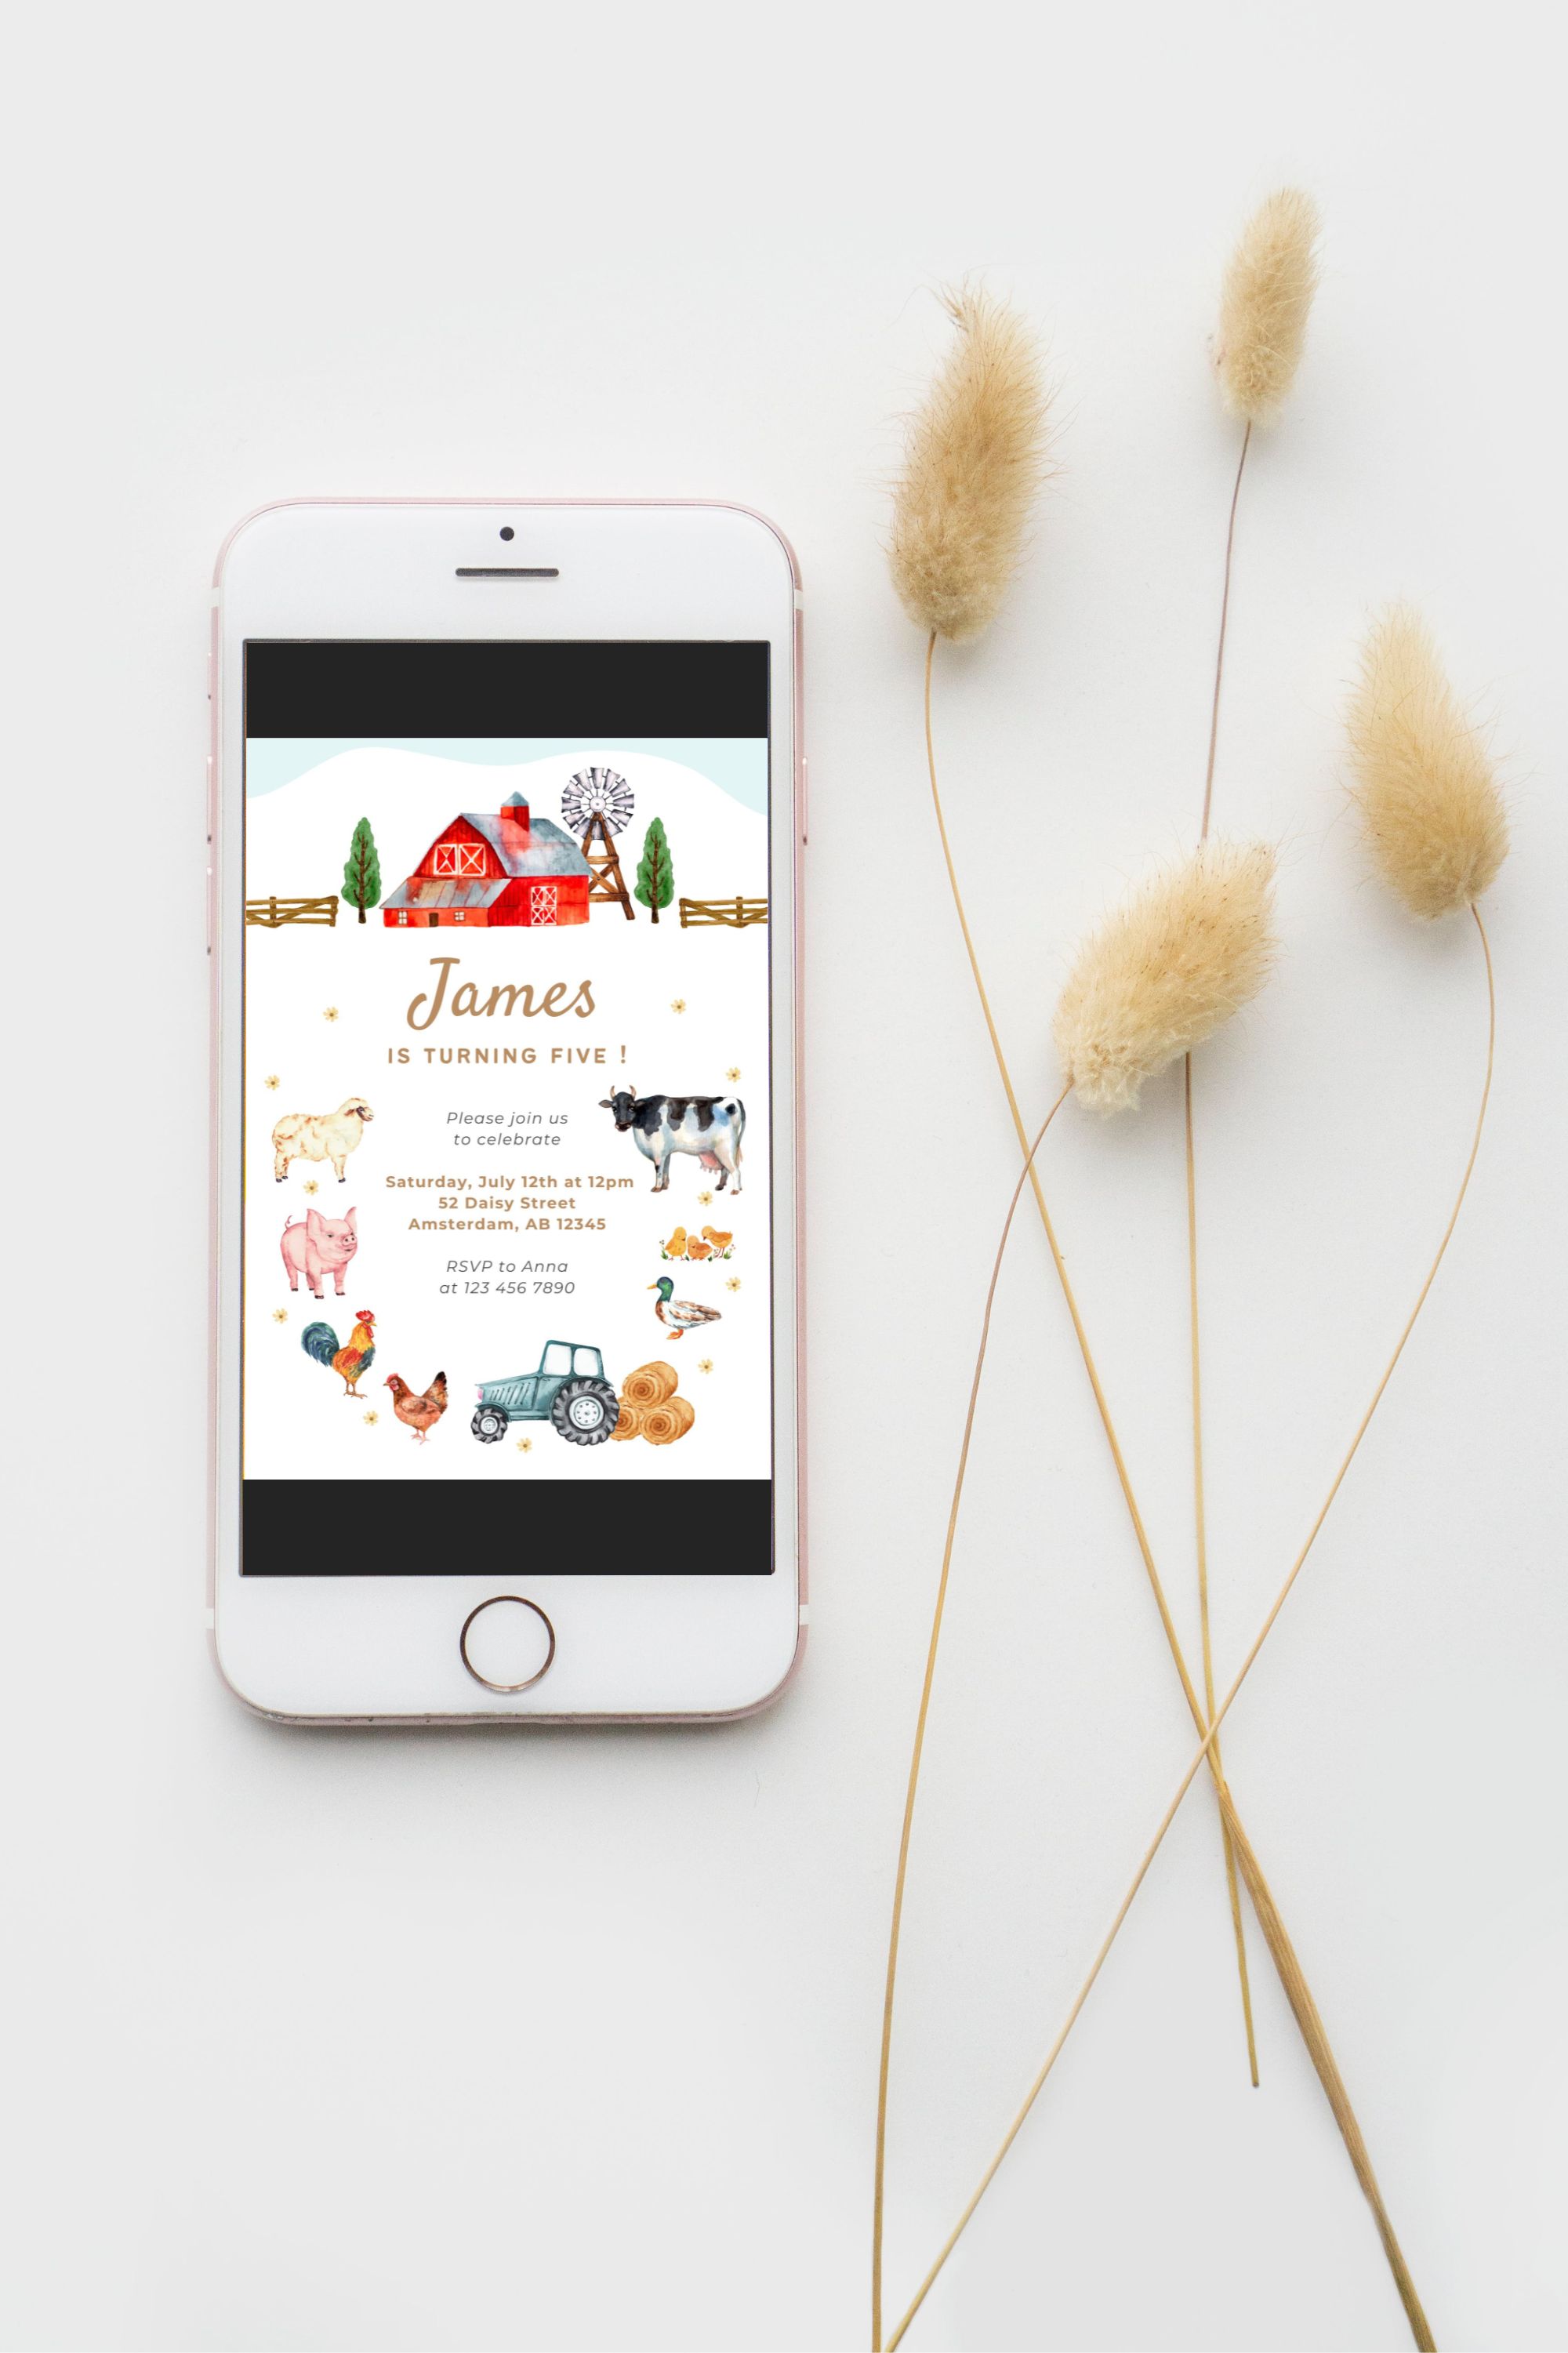 James
IS TURNING FIVE !
Please join us
to celebrate
Saturday, July 12th at 12pm
52 Daisy Street
Amsterdam, AB 12345
RSVP to Anna
at 123 456 7890